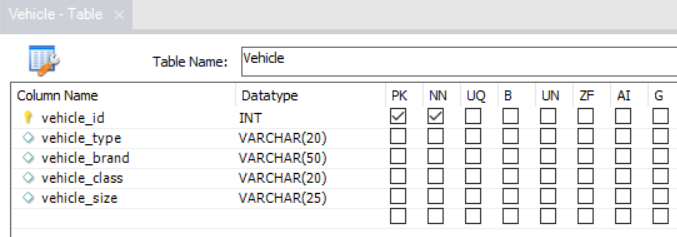 Vehicle - Table ×
Table Name: Vehicle
Column Name Datatype PK NN UQ B UN ZF AI G
vehicle_id INT
vehicle_type VARCHAR(20)
vehicle_brand VARCHAR(50)
vehicle_class VARCHAR(20)
vehicle_size VARCHAR(25)